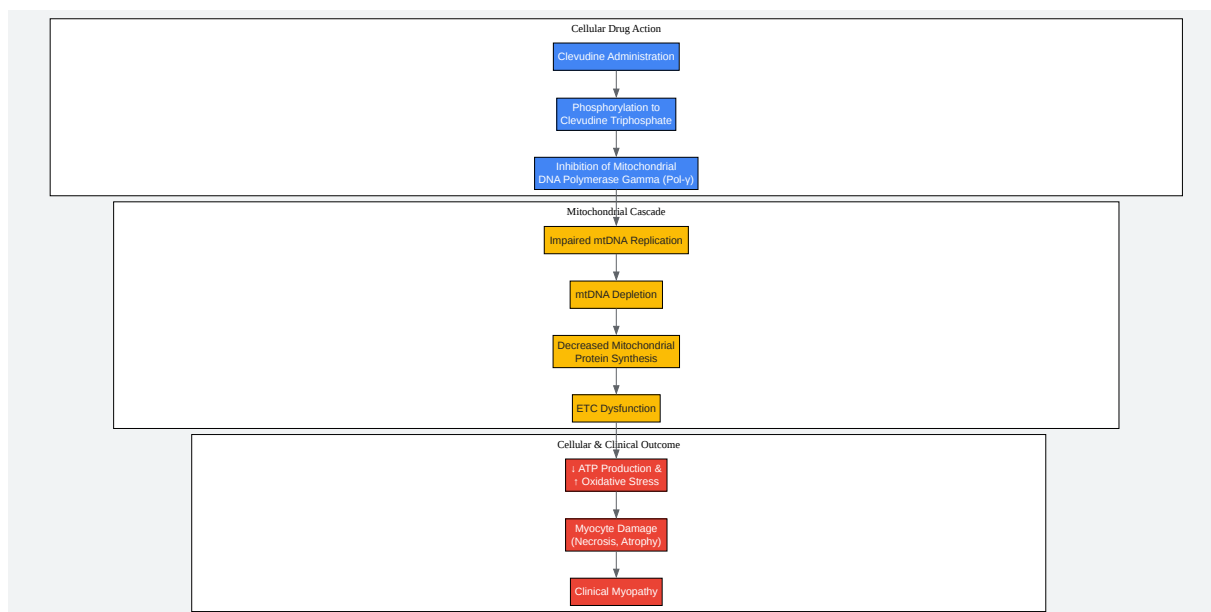 Cellular Drug Action
Clevudine Administration
Phosphorylation to
Clevudine Triphosphate
Inhibition of Mitochondrial
DNA Polymerase Gamma (Pol-γ)
Mitochondrial Cascade
Impaired mtDNA Replication
mtDNA Depletion
Decreased Mitochondrial
Protein Synthesis
ETC Dysfunction
Cellular & Clinical Outcome
↓ ATP Production &
↑ Oxidative Stress
Myocyte Damage
(Necrosis, Atrophy)
Clinical Myopathy